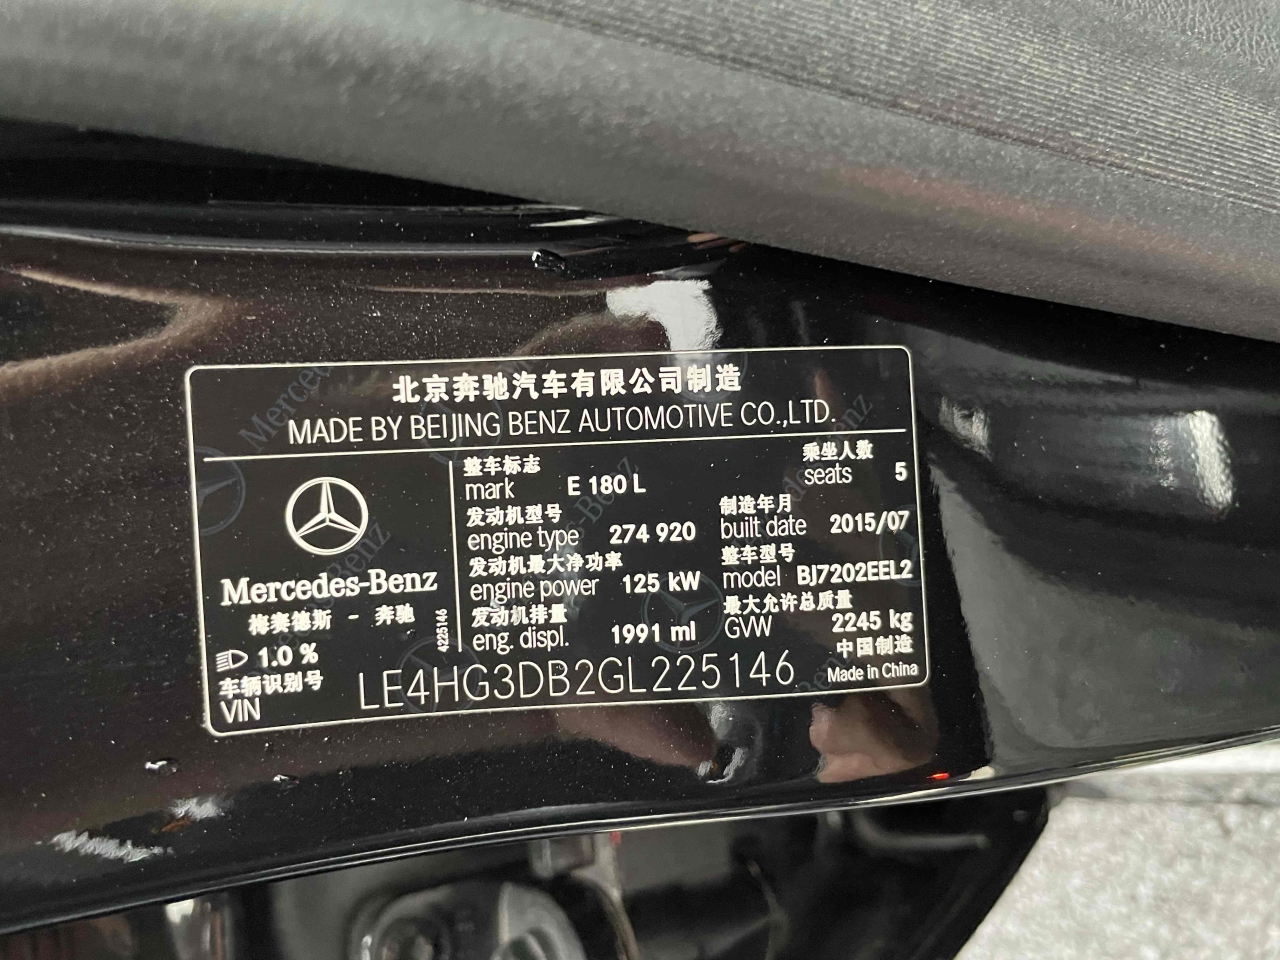 北京奔驰汽车有限公司制造
MADE BY BEIJING BENZ AUTOMOTIVE CO.,LTD.
Mercedes-Benz
梅赛德斯 - 奔驰
1.0 %
4225146
整车标志
mark E 180 L
乘坐人数
seats 5
发动机型号
engine type 274 920
制造年月
built date 2015/07
发动机最大净功率
engine power 125 kW
整车型号
model BJ7202EEL2
发动机排量
eng. displ. 1991 ml
最大允许总质量
GVW 2245 kg
中国制造
Made in China
车辆识别号
VIN LE4HG3DB2GL225146